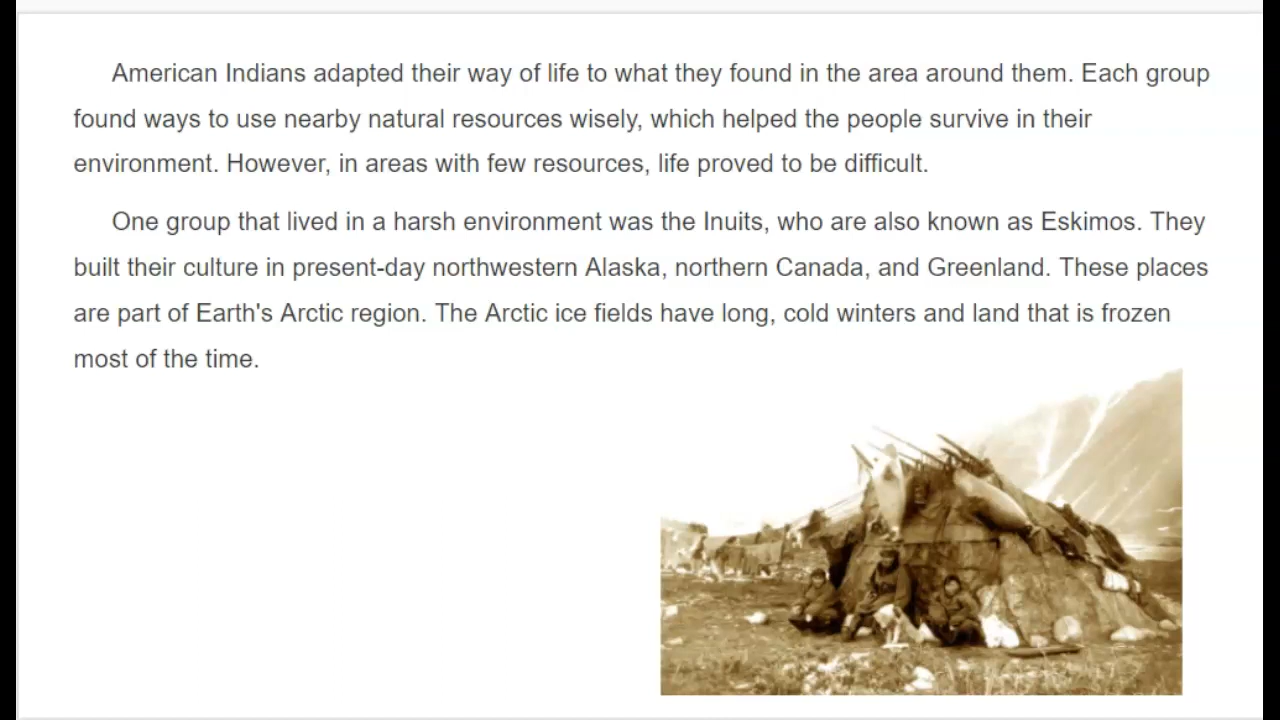 American Indians adapted their way of life to what they found in the area around them. Each group
found ways to use nearby natural resources wisely, which helped the people survive in their
environment. However, in areas with few resources, life proved to be difficult.
One group that lived in a harsh environment was the Inuits, who are also known as Eskimos. They
built their culture in present-day northwestern Alaska, northern Canada, and Greenland. These places
are part of Earth's Arctic region. The Arctic ice fields have long, cold winters and land that is frozen
most of the time.